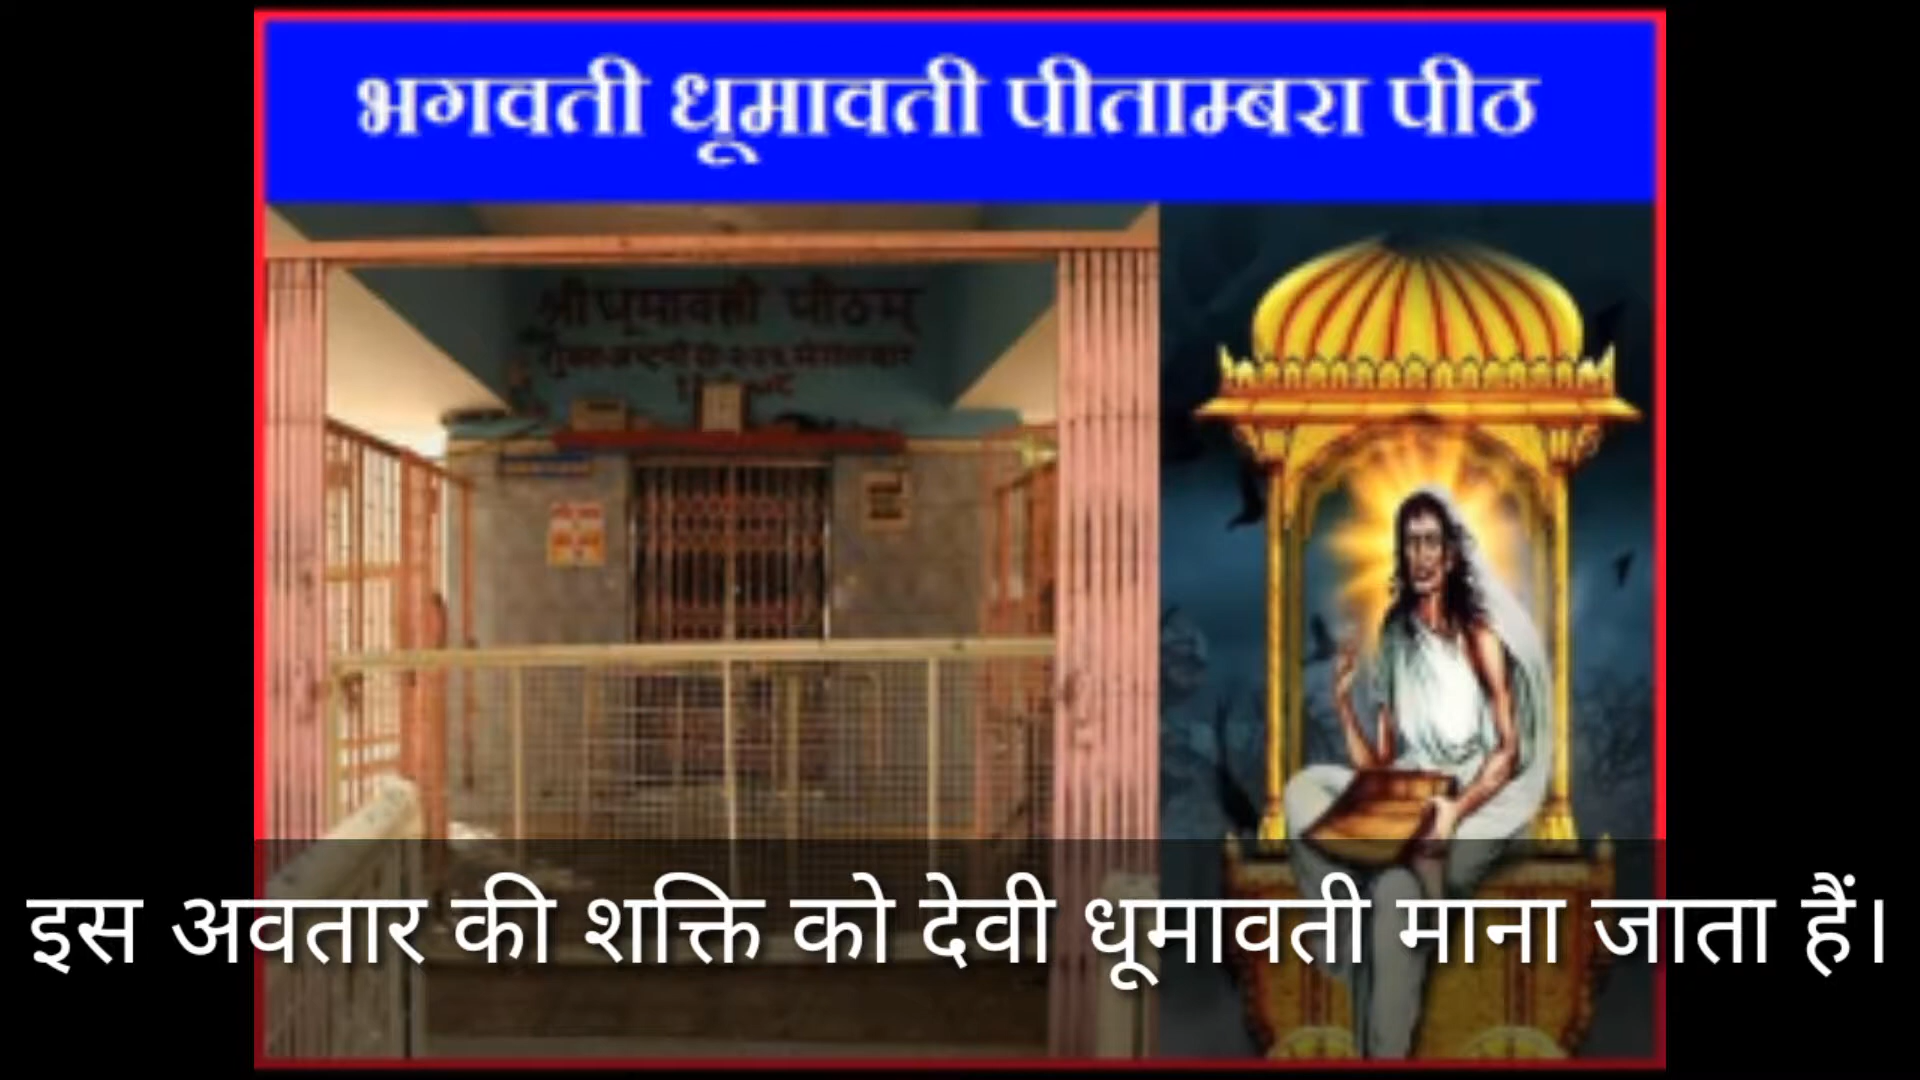 भगवती धूमावती पीताम्बरा पीठ
श्री धूमावती पीठम्
इस अवतार की शक्ति को देवी धूमावती माना जाता हैं।